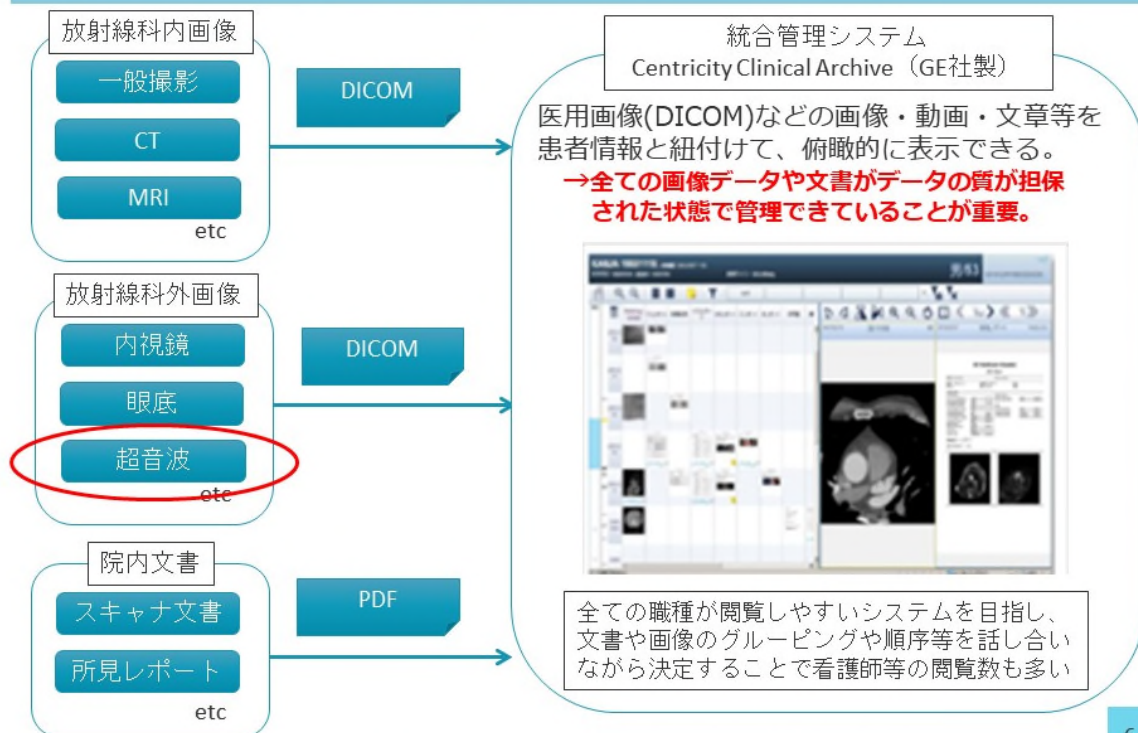 放射線科内画像
一般撮影
CT
MRI
etc
DICOM
放射線科外画像
内視鏡
眼底
超音波
etc
DICOM
院内文書
スキャナ文書
所見レポート
etc
PDF
統合管理システム
Centricity Clinical Archive（GE社製）
医用画像(DICOM)などの画像・動画・文章等を
患者情報と紐付けて、俯瞰的に表示できる。
→全ての画像データや文書がデータの質が担保
された状態で管理できていることが重要。
全ての職種が閲覧しやすいシステムを目指し、
文書や画像のグルーピングや順序等を話し合い
ながら決定することで看護師等の閲覧数も多い